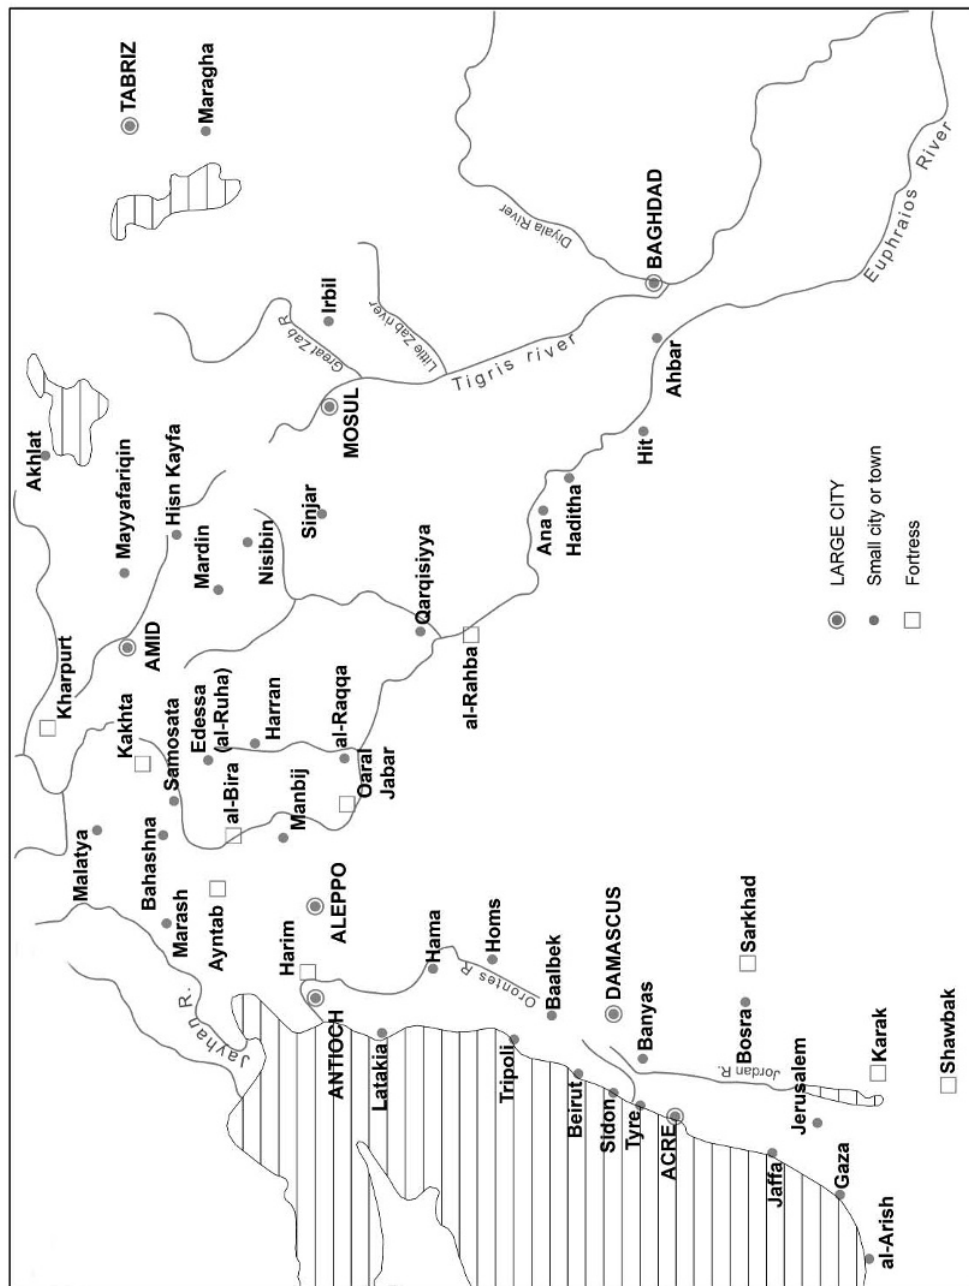 TABRIZ
Maragha
Akhlat
Mayyafariqin
Hisn Kayfa
Mardin
Nisibin
Sinjar
MOSUL
Irbil
Great Zab R.
Little Zab river
Tigris river
Diyala River
BAGHDAD
Euphraios River
Ahbar
Hit
Haditha
Ana
Kharpurt
AMID
Kakhta
Samosata
Edessa
(al-Ruha)
Harran
al-Raqqa
Qarqisiyya
al-Rahba
al-Bira
Manbij
Oaral
Jabar
Malatya
Bahashna
Marash
Ayntab
ALEPPO
Harim
Jayhan R.
ANTIOCH
Latakia
Hama
Homs
Orontes R.
Baalbek
Tripoli
DAMASCUS
Banyas
Beirut
Sidon
Tyre
ACRE
Bosra
Sarkhad
Jordan R.
Jerusalem
Jaffa
Gaza
al-Arish
Karak
Shawbak
LARGE CITY
Small city or town
Fortress